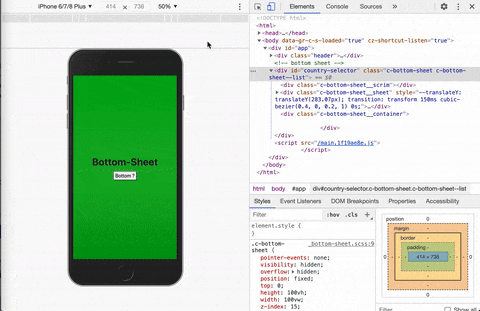 iPhone 6/7/8 Plus ▼ 414 × 736 50% ▼
Elements
<!DOCTYPE html>
<html>
<head>…</head>
<body data-gr-c-s-loaded="true" cz-shortcut-listen="true">
<div id="app">
<div class="header">…</div>
<!-- bottom sheet -->
<div id="country-selector" class="c-bottom-sheet c-bottom-
sheet--list"> == $0
<div class="c-bottom-sheet__scrim"></div>
<div class="c-bottom-sheet__sheet" style="--translateY:
translateY(283.07px); transition: transform 150ms cubic-
bezier(0.4, 0, 0.2, 1) 0s;">…</div>
<div class="c-bottom-sheet__container">
</div>
</div>
<script src="/main.1f19ae8e.js">
</script>
</div>
</body>
</html>
Bottom-Sheet
Bottom ?
html body #app div#country-selector.c-bottom-sheet.c-bottom-sheet--list
Styles Event Listeners DOM Breakpoints Properties Accessibility
Filter :hov .cls +
element.style {
}
.c-bottom- _bottom-sheet.scss:9
sheet {
pointer-events: none;
visibility: hidden;
overflow: hidden;
position: fixed;
top: 0;
height: 100vh;
width: 100vw;
z-index: 15;
position 0
margin -
border -
padding -
0 - - - 414 × 736 - - - 0
-
-
-
0
Filter Show all